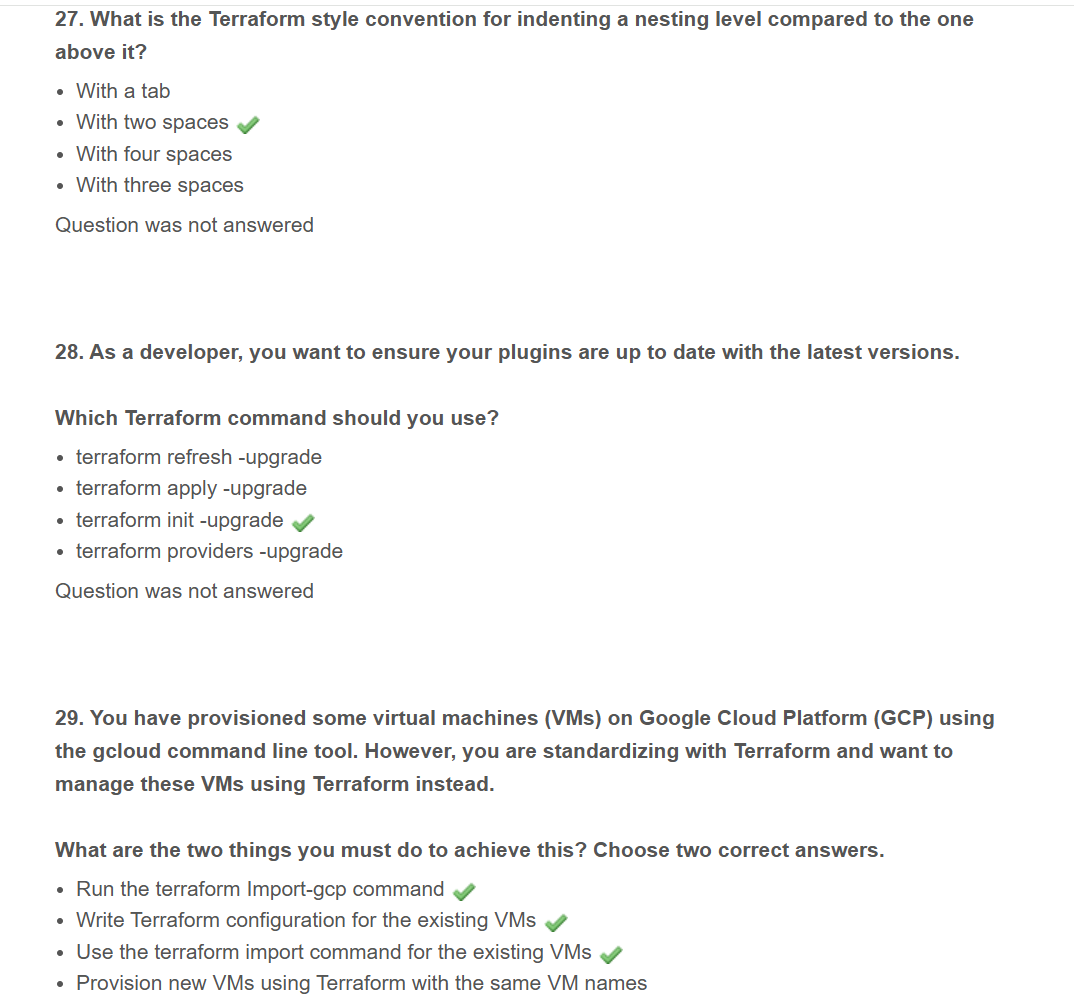 27. What is the Terraform style convention for indenting a nesting level compared to the one
above it?
• With a tab
• With two spaces
• With four spaces
• With three spaces
Question was not answered
28. As a developer, you want to ensure your plugins are up to date with the latest versions.
Which Terraform command should you use?
• terraform refresh -upgrade
• terraform apply -upgrade
• terraform init -upgrade
• terraform providers -upgrade
Question was not answered
29. You have provisioned some virtual machines (VMs) on Google Cloud Platform (GCP) using
the gcloud command line tool. However, you are standardizing with Terraform and want to
manage these VMs using Terraform instead.
What are the two things you must do to achieve this? Choose two correct answers.
• Run the terraform Import-gcp command
• Write Terraform configuration for the existing VMs
• Use the terraform import command for the existing VMs
• Provision new VMs using Terraform with the same VM names